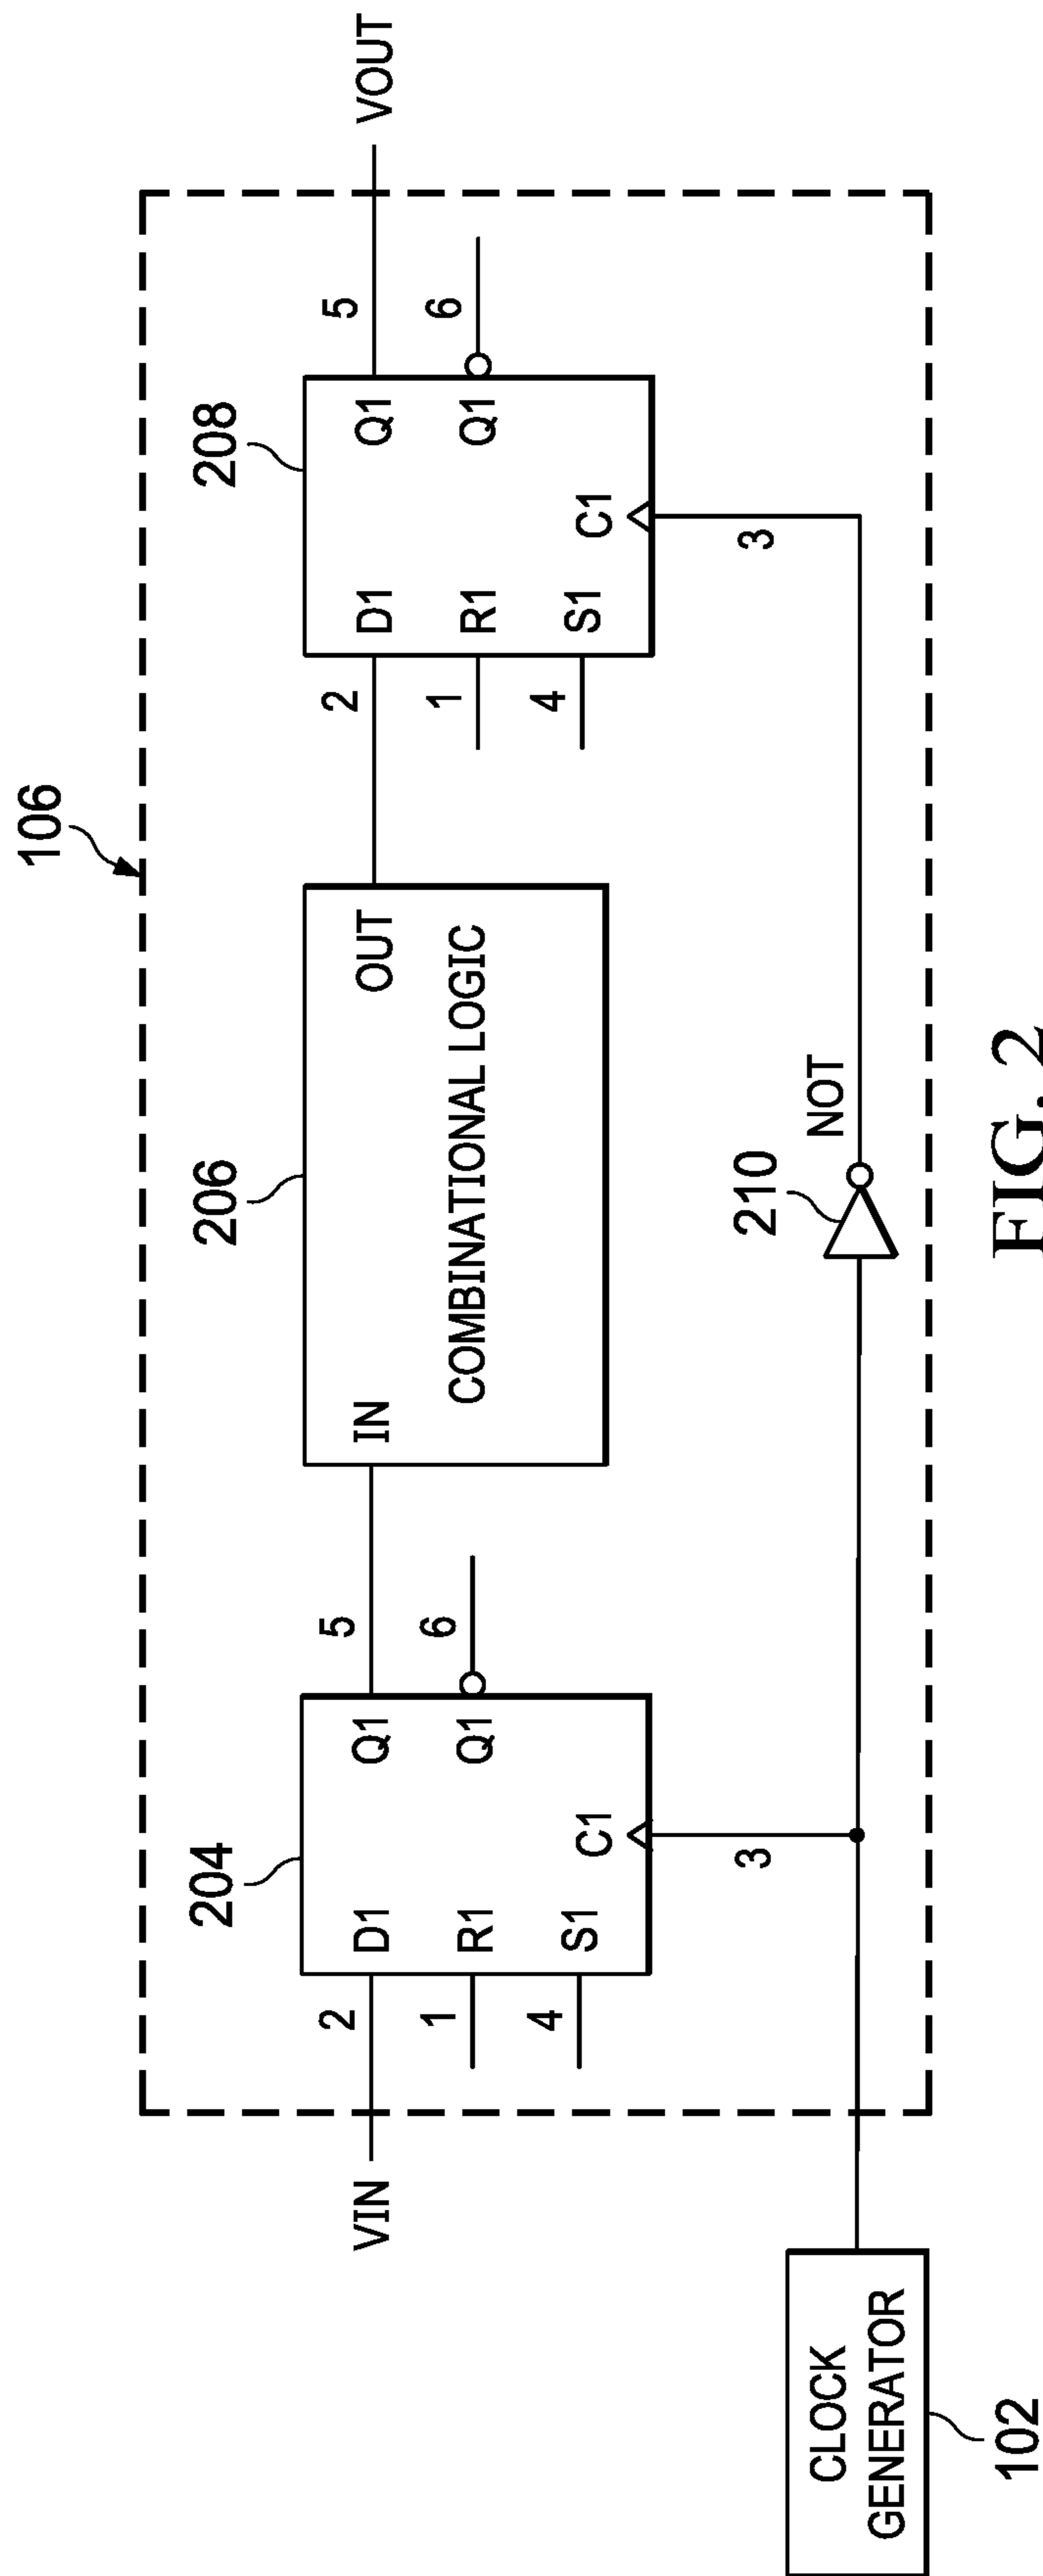 106
204
206
208
VIN
2
D1
Q1
5
IN
OUT
2
D1
Q1
5
VOUT
1
R1
Q1
6
COMBINATIONAL LOGIC
1
R1
Q1
6
4
S1
C1
4
S1
C1
3
210
NOT
3
CLOCK
GENERATOR
102
FIG. 2